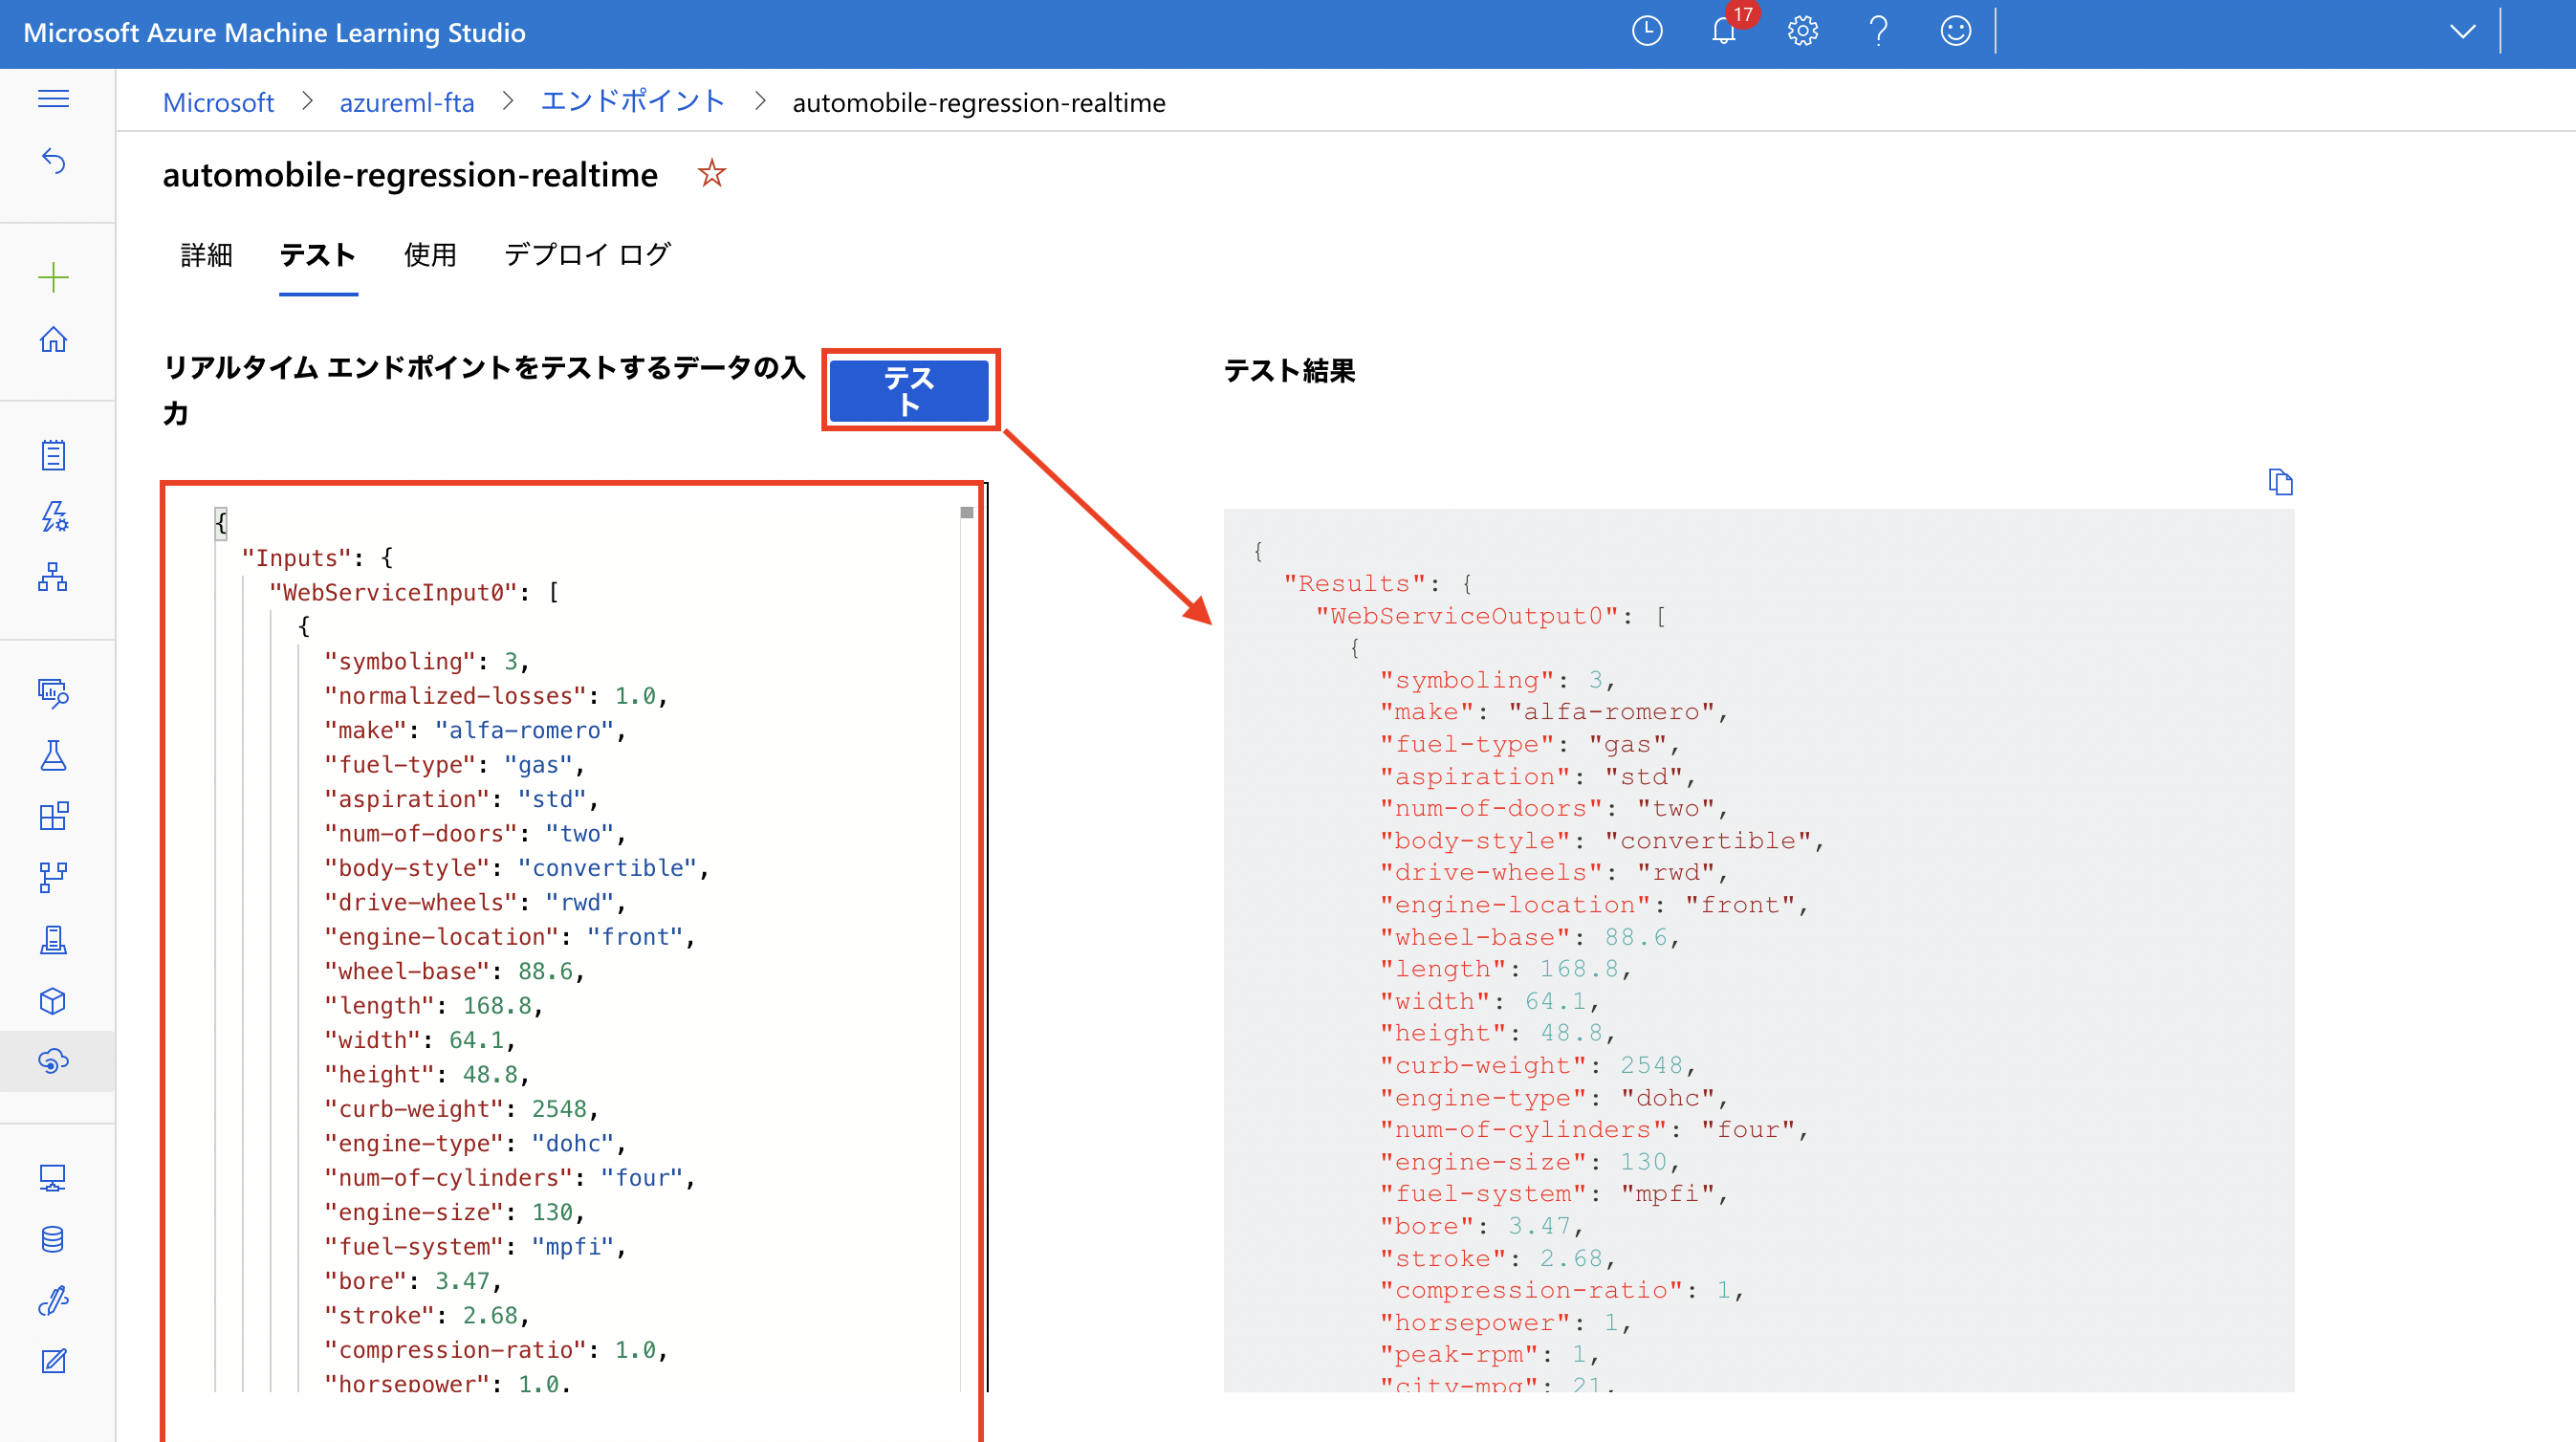 Microsoft Azure Machine Learning Studio
17
Microsoft > azureml-fta > エンドポイント > automobile-regression-realtime
automobile-regression-realtime
詳細 テスト 使用 デプロイ ログ
リアルタイム エンドポイントをテストするデータの入
力
テス
ト
{
"Inputs": {
"WebServiceInput0": [
{
"symboling": 3,
"normalized-losses": 1.0,
"make": "alfa-romero",
"fuel-type": "gas",
"aspiration": "std",
"num-of-doors": "two",
"body-style": "convertible",
"drive-wheels": "rwd",
"engine-location": "front",
"wheel-base": 88.6,
"length": 168.8,
"width": 64.1,
"height": 48.8,
"curb-weight": 2548,
"engine-type": "dohc",
"num-of-cylinders": "four",
"engine-size": 130,
"fuel-system": "mpfi",
"bore": 3.47,
"stroke": 2.68,
"compression-ratio": 1.0,
"horsepower": 1.0,
テスト結果
{
"Results": {
"WebServiceOutput0": [
{
"symboling": 3,
"make": "alfa-romero",
"fuel-type": "gas",
"aspiration": "std",
"num-of-doors": "two",
"body-style": "convertible",
"drive-wheels": "rwd",
"engine-location": "front",
"wheel-base": 88.6,
"length": 168.8,
"width": 64.1,
"height": 48.8,
"curb-weight": 2548,
"engine-type": "dohc",
"num-of-cylinders": "four",
"engine-size": 130,
"fuel-system": "mpfi",
"bore": 3.47,
"stroke": 2.68,
"compression-ratio": 1,
"horsepower": 1,
"peak-rpm": 1,
"city-mpg": 21,